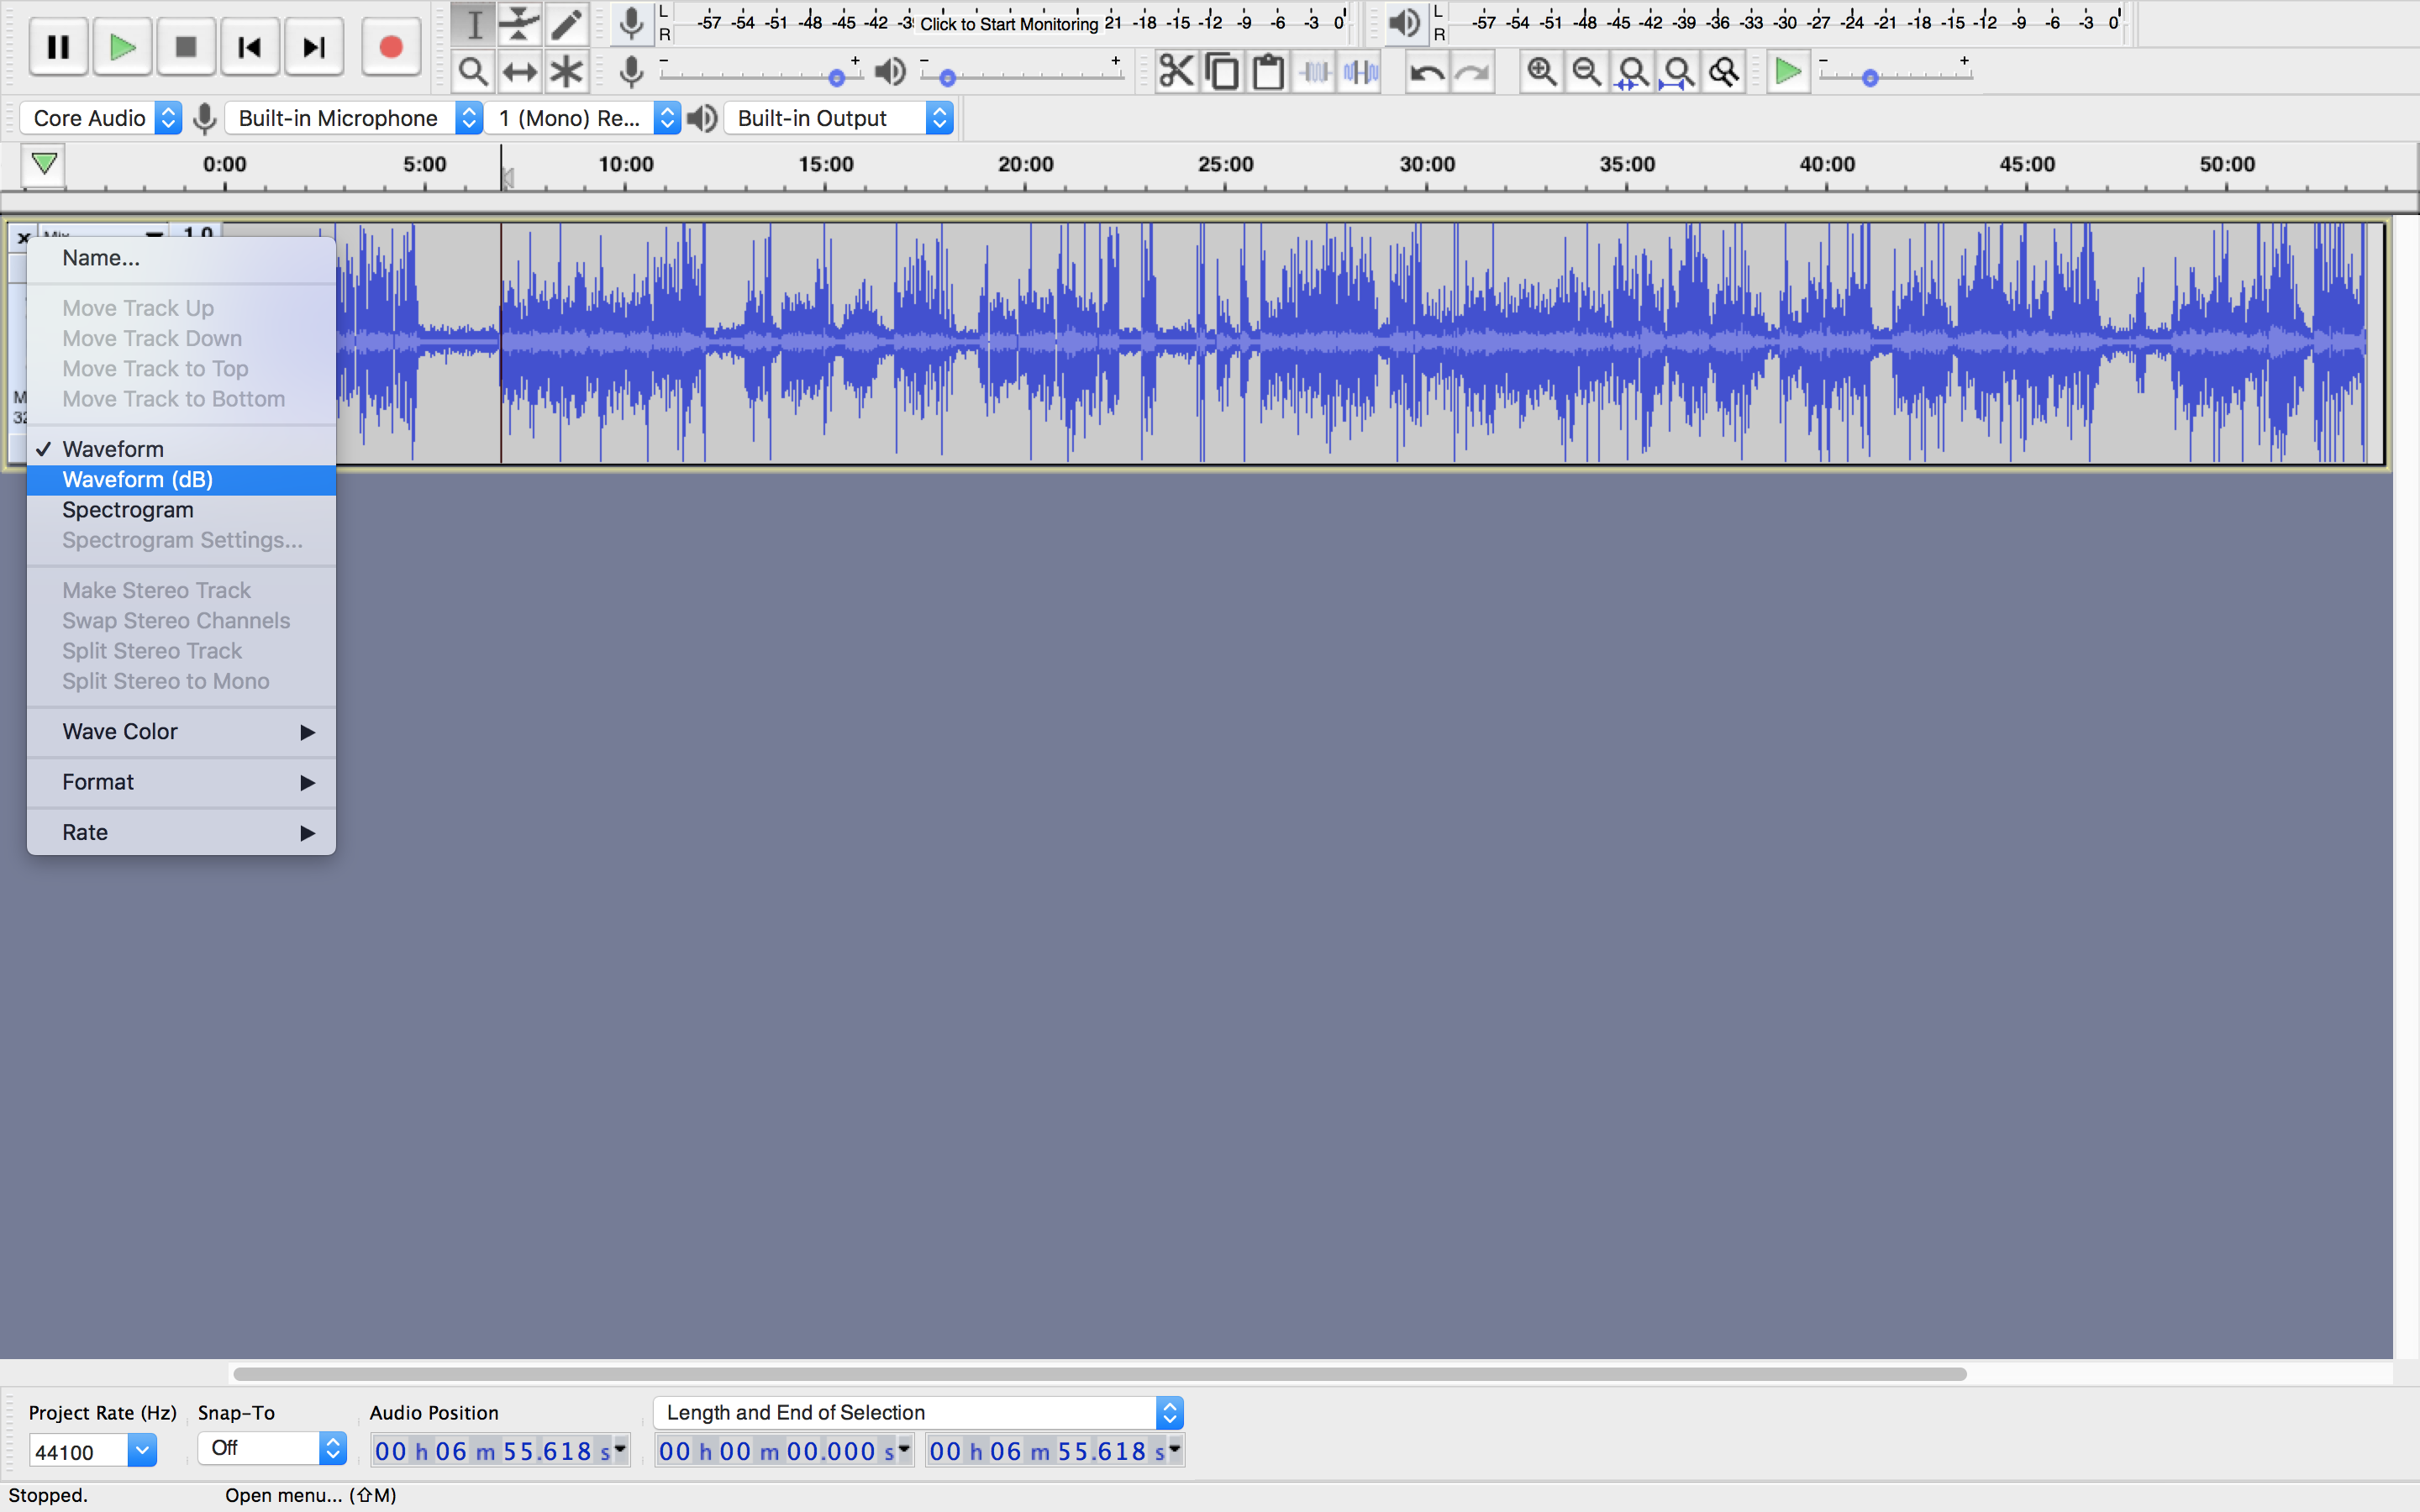 L
R
-57 -54 -51 -48 -45 -42 -3 Click to Start Monitoring 21 -18 -15 -12 -9 -6 -3 0
L
R
-57 -54 -51 -48 -45 -42 -39 -36 -33 -30 -27 -24 -21 -18 -15 -12 -9 -6 -3 0
- +
- +
- +
Core Audio
Built-in Microphone
1 (Mono) Re...
Built-in Output
0:00 5:00 10:00 15:00 20:00 25:00 30:00 35:00 40:00 45:00 50:00
x Mix 1.0
Name...
Move Track Up
Move Track Down
Move Track to Top
Move Track to Bottom
M
32
✓ Waveform
Waveform (dB)
Spectrogram
Spectrogram Settings...
Make Stereo Track
Swap Stereo Channels
Split Stereo Track
Split Stereo to Mono
Wave Color
Format
Rate
Project Rate (Hz) Snap-To Audio Position Length and End of Selection
44100 Off 00 h 06 m 55.618 s 00 h 00 m 00.000 s 00 h 06 m 55.618 s
Stopped. Open menu... (⇧M)